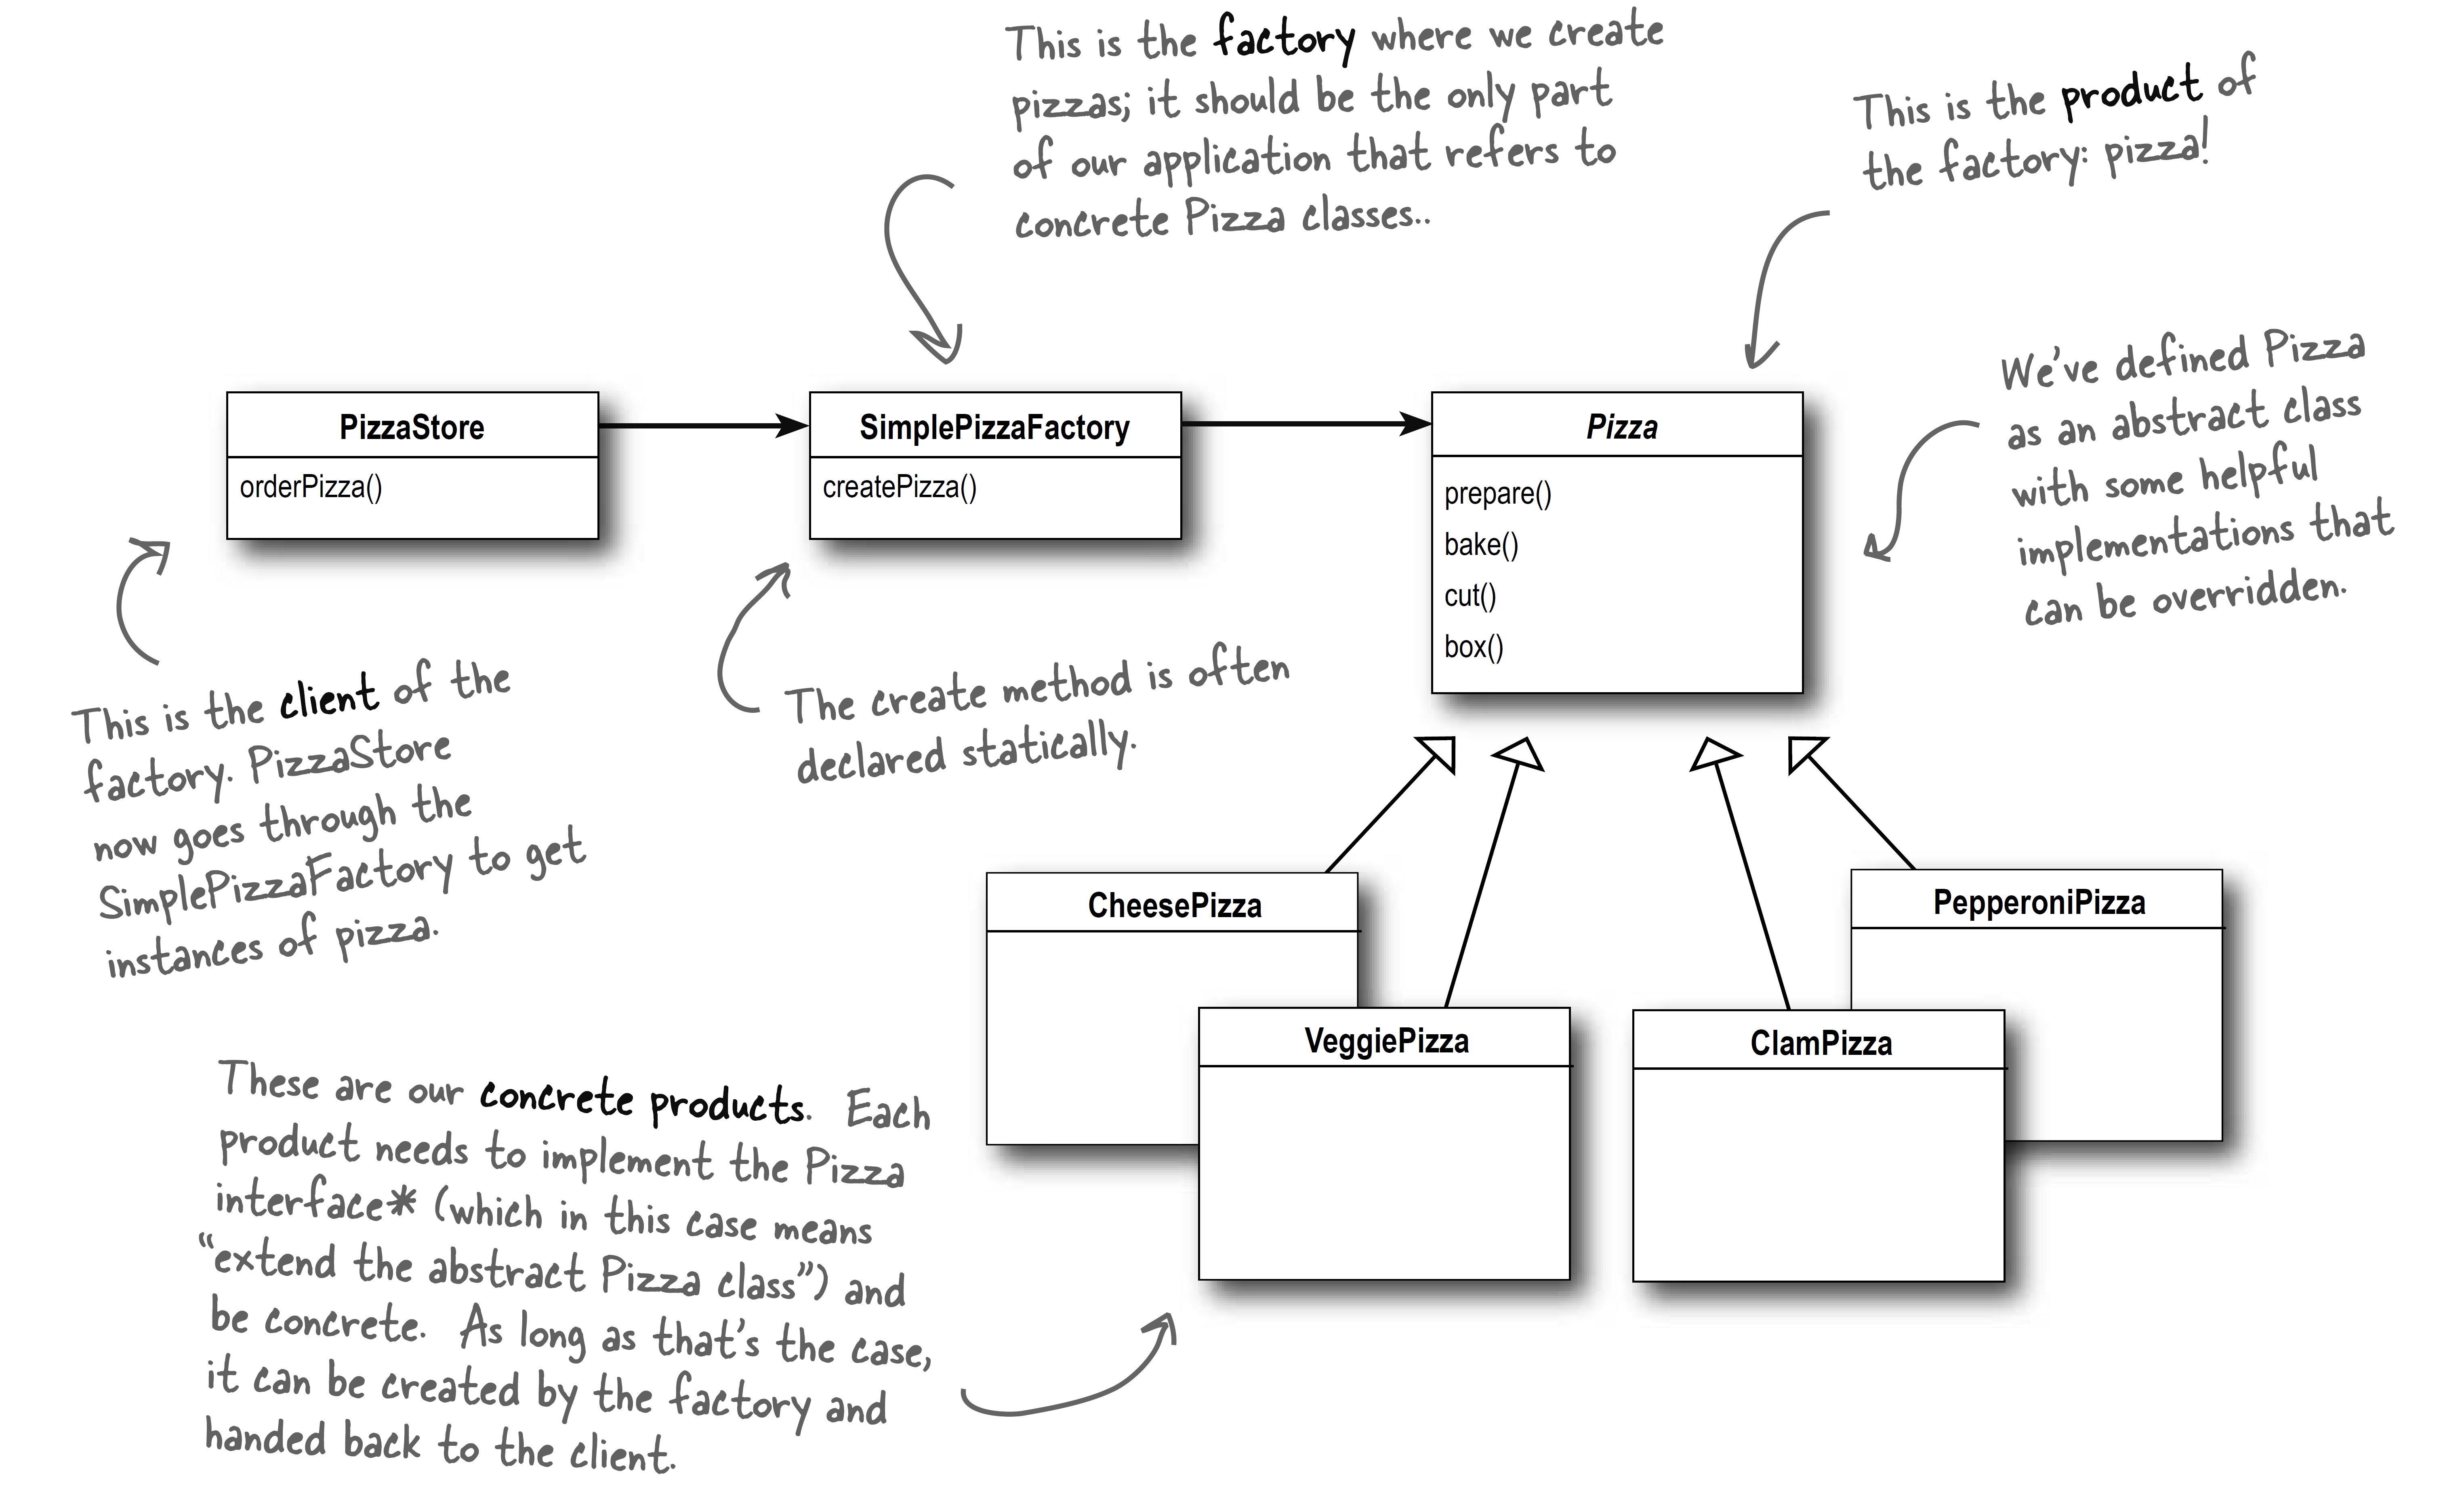 This is the factory where we create
pizzas; it should be the only part
of our application that refers to
concrete Pizza classes..
This is the product of
the factory: pizza!
We've defined Pizza
as an abstract class
with some helpful
implementations that
can be overridden.
PizzaStore
orderPizza()
SimplePizzaFactory
createPizza()
Pizza
prepare()
bake()
cut()
box()
This is the client of the
factory. PizzaStore
now goes through the
SimplePizzaFactory to get
instances of pizza.
The create method is often
declared statically.
CheesePizza
VeggiePizza
ClamPizza
PepperoniPizza
These are our concrete products. Each
product needs to implement the Pizza
interface* (which in this case means
“extend the abstract Pizza class”) and
be concrete. As long as that's the case,
it can be created by the factory and
handed back to the client.